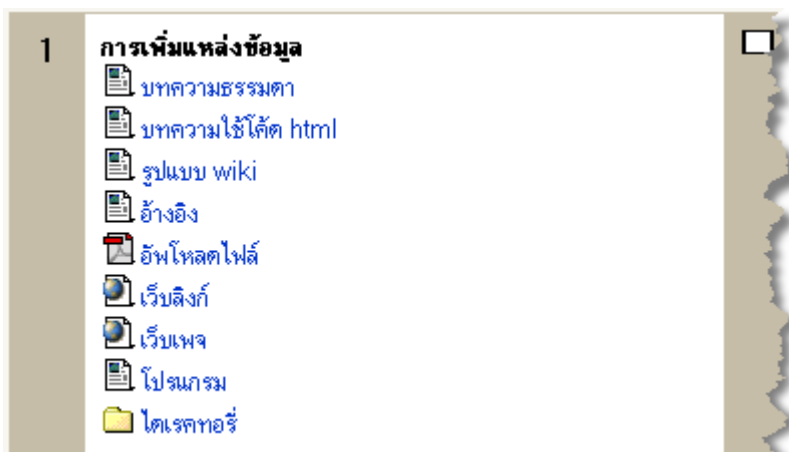 1 การเพิ่มแหล่งข้อมูล
บทความธรรมดา
บทความใช้โค้ด html
รูปแบบ wiki
อ้างอิง
อัพโหลดไฟล์
เว็บลิงก์
เว็บเพจ
โปรแกรม
ไดเรคทอรี่